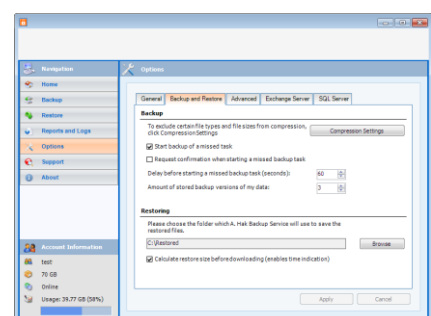 Navigation
Options
Home
Backup
Restore
Reports and Logs
Options
Support
About
General
Backup and Restore
Advanced
Exchange Server
SQL Server
Backup
To exclude certain file types and file sizes from compression,
click Compression Settings
Compression Settings
Start backup of a missed task
Request confirmation when starting a missed backup task
Delay before starting a missed backup task (seconds):
60
Amount of stored backup versions of my data:
3
Restoring
Please choose the folder which A. Hak Backup Service will use to save the
restored files.
C:\Restored
Browse
Calculate restore size before downloading (enables time indication)
Account Information
test
70 GB
Online
Usage: 39.77 GB (58%)
Apply
Cancel